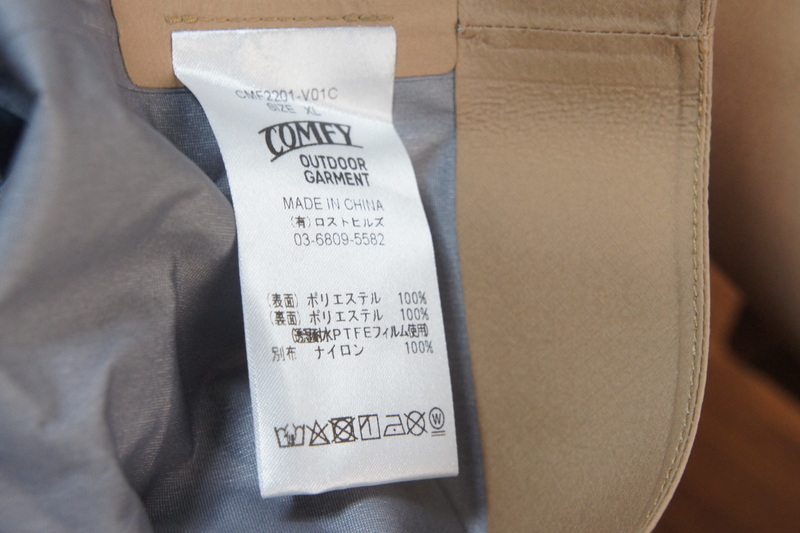 CMF2201-V01C
SIZE XL
COMFY
OUTDOOR
GARMENT
MADE IN CHINA
(有)ロストヒルズ
03-6809-5582
(表面) ポリエステル 100%
(裏面) ポリエステル 100%
(透湿耐水PTFEフィルム使用)
別布 ナイロン 100%
W